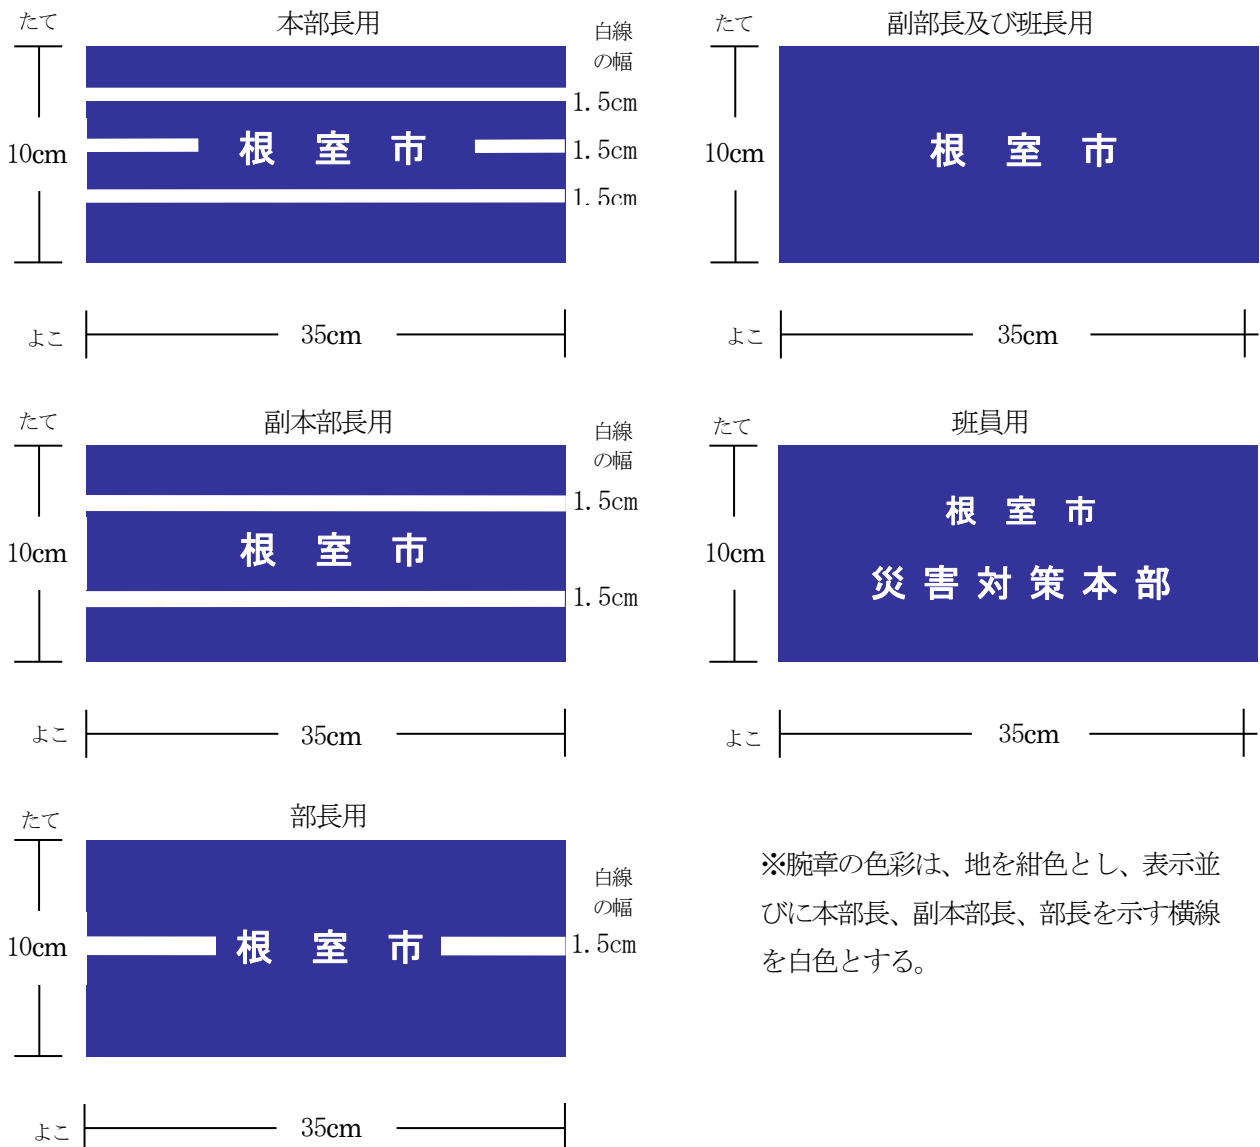 本部長用
たて
白線
の幅
10cm
根室市
1.5cm
1.5cm
1.5cm
よこ
35cm
副部長及び班長用
たて
10cm
根室市
よこ
35cm
副本部長用
たて
白線
の幅
10cm
根室市
1.5cm
1.5cm
よこ
35cm
班員用
たて
10cm
根室市
災害対策本部
よこ
35cm
部長用
たて
白線
の幅
10cm
根室市
1.5cm
よこ
35cm
※腕章の色彩は、地を紺色とし、表示並
びに本部長、副本部長、部長を示す横線
を白色とする。